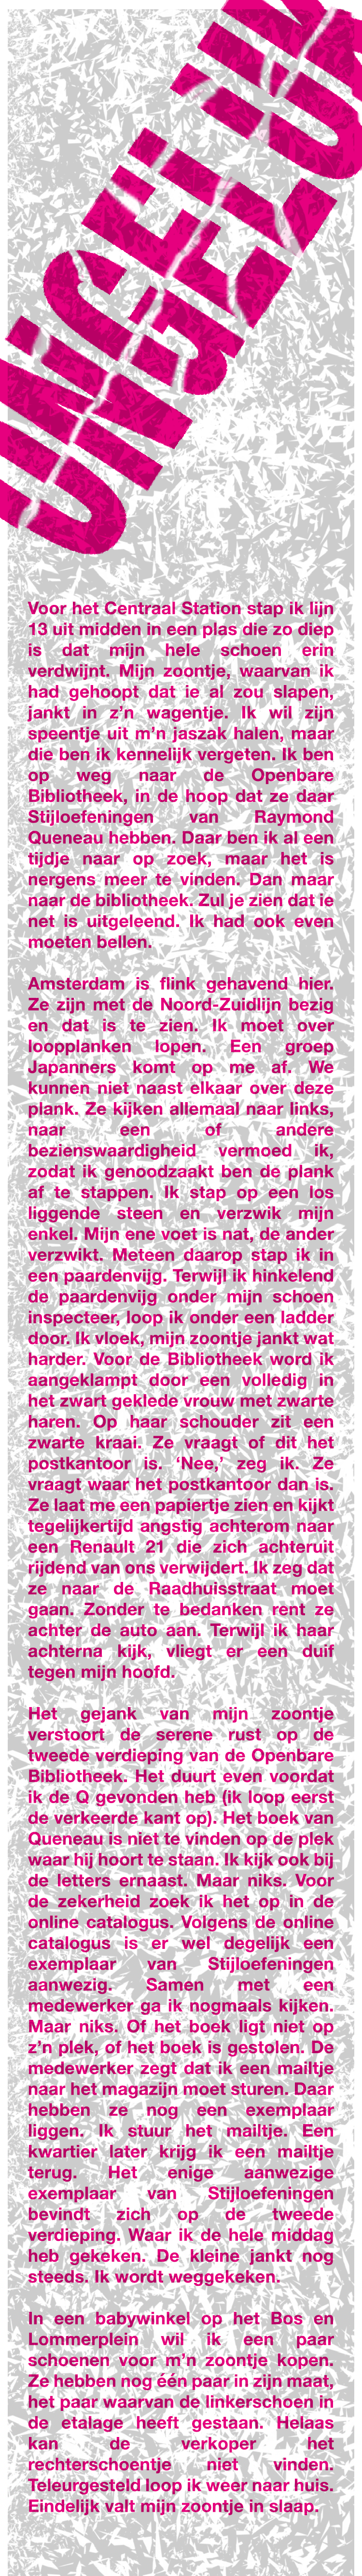 ONGELUK
Voor het Centraal Station stap ik lijn
13 uit midden in een plas die zo diep
is dat mijn hele schoen erin
verdwijnt. Mijn zoontje, waarvan ik
had gehoopt dat ie al zou slapen,
jankt in z’n wagentje. Ik wil zijn
speentje uit m’n jaszak halen, maar
die ben ik kennelijk vergeten. Ik ben
op weg naar de Openbare
Bibliotheek, in de hoop dat ze daar
Stijloefeningen van Raymond
Queneau hebben. Daar ben ik al een
tijdje naar op zoek, maar het is
nergens meer te vinden. Dan maar
naar de bibliotheek. Zul je zien dat ie
net is uitgeleend. Ik had ook even
moeten bellen.
Amsterdam is flink gehavend hier.
Ze zijn met de Noord-Zuidlijn bezig
en dat is te zien. Ik moet over
loopplanken lopen. Een groep
Japanners komt op me af. We
kunnen niet naast elkaar over deze
plank. Ze kijken allemaal naar links,
naar een of andere
bezienswaardigheid vermoed ik,
zodat ik genoodzaakt ben de plank
af te stappen. Ik stap op een los
liggende steen en verzwik mijn
enkel. Mijn ene voet is nat, de ander
verzwikt. Meteen daarop stap ik in
een paardenvijg. Terwijl ik hinkelend
de paardenvijg onder mijn schoen
inspecteer, loop ik onder een ladder
door. Ik vloek, mijn zoontje jankt wat
harder. Voor de Bibliotheek word ik
aangeklampt door een volledig in
het zwart geklede vrouw met zwarte
haren. Op haar schouder zit een
zwarte kraai. Ze vraagt of dit het
postkantoor is. ‘Nee,’ zeg ik. Ze
vraagt waar het postkantoor dan is.
Ze laat me een papiertje zien en kijkt
tegelijkertijd angstig achterom naar
een Renault 21 die zich achteruit
rijdend van ons verwijdert. Ik zeg dat
ze naar de Raadhuisstraat moet
gaan. Zonder te bedanken rent ze
achter de auto aan. Terwijl ik haar
achterna kijk, vliegt er een duif
tegen mijn hoofd.
Het gejank van mijn zoontje
verstoort de serene rust op de
tweede verdieping van de Openbare
Bibliotheek. Het duurt even voordat
ik de Q gevonden heb (ik loop eerst
de verkeerde kant op). Het boek van
Queneau is niet te vinden op de plek
waar hij hoort te staan. Ik kijk ook bij
de letters ernaast. Maar niks. Voor
de zekerheid zoek ik het op in de
online catalogus. Volgens de online
catalogus is er wel degelijk een
exemplaar van Stijloefeningen
aanwezig. Samen met een
medewerker ga ik nogmaals kijken.
Maar niks. Of het boek ligt niet op
z’n plek, of het boek is gestolen. De
medewerker zegt dat ik een mailtje
naar het magazijn moet sturen. Daar
hebben ze nog een exemplaar
liggen. Ik stuur het mailtje. Een
kwartier later krijg ik een mailtje
terug. Het enige aanwezige
exemplaar van Stijloefeningen
bevindt zich op de tweede
verdieping. Waar ik de hele middag
heb gekeken. De kleine jankt nog
steeds. Ik wordt weggekeken.
In een babywinkel op het Bos en
Lommerplein wil ik een paar
schoenen voor m’n zoontje kopen.
Ze hebben nog één paar in zijn maat,
het paar waarvan de linkerschoen in
de etalage heeft gestaan. Helaas
kan de verkoper het
rechterschoentje niet vinden.
Teleurgesteld loop ik weer naar huis.
Eindelijk valt mijn zoontje in slaap.